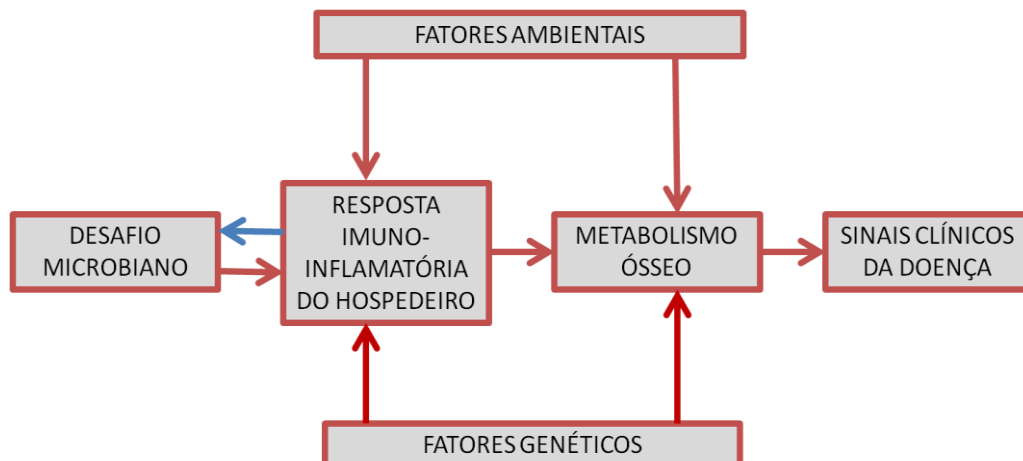 FATORES AMBIENTAIS
DESAFIO
MICROBIANO
RESPOSTA
IMUNO-
INFLAMATÓRIA
DO HOSPEDEIRO
METABOLISMO
ÓSSEO
SINAIS CLÍNICOS
DA DOENÇA
FATORES GENÉTICOS